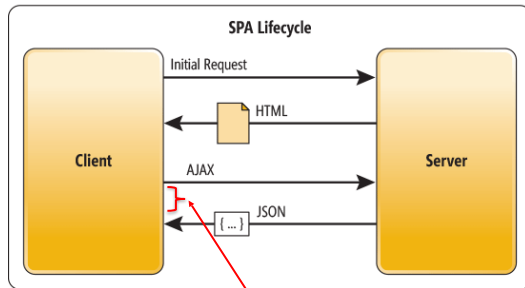 SPA Lifecycle
Initial Request
HTML
Client
Server
AJAX
JSON
{ ... }